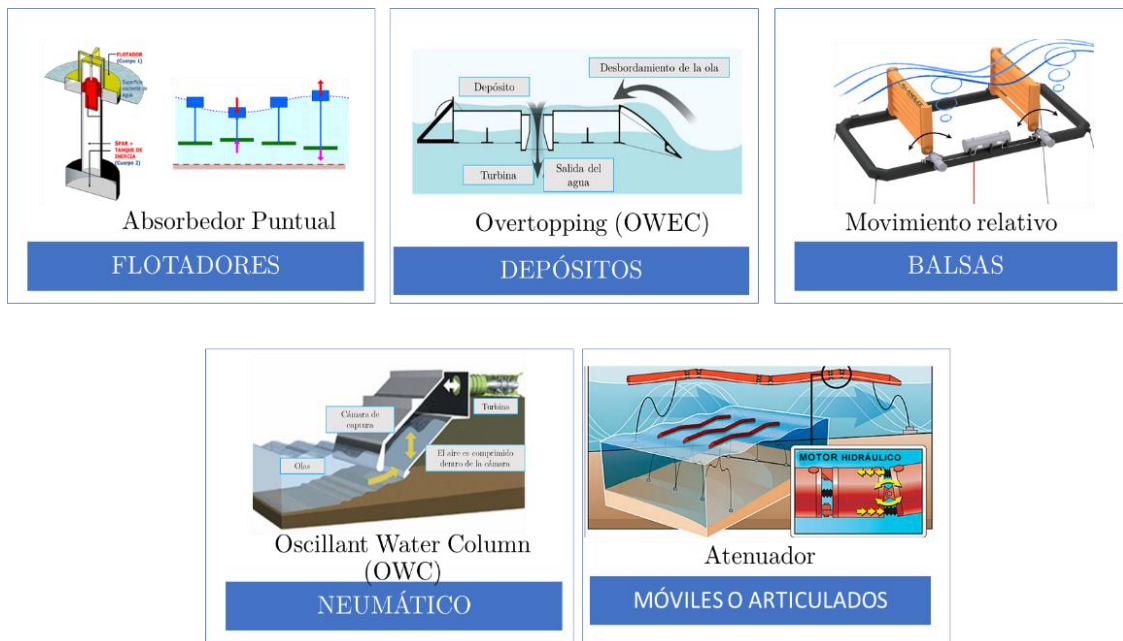 FLOTADOR
(Cuerpo 1)
Superficie
agua
SPAR +
TANQUE DE
INERCIA
(Cuerpo 2)
Absorbedor Puntual
FLOTADORES
Desbordamiento de la ola
Depósito
Turbina
Salida del
agua
Overtopping (OWEC)
DEPÓSITOS
Movimiento relativo
BALSAS
Cámara de
captura
Turbina
Olas
El aire es comprimido
dentro de la cámara
Oscillant Water Column
(OWC)
NEUMÁTICO
MOTOR HIDRÁULICO
Atenuador
MÓVILES O ARTICULADOS